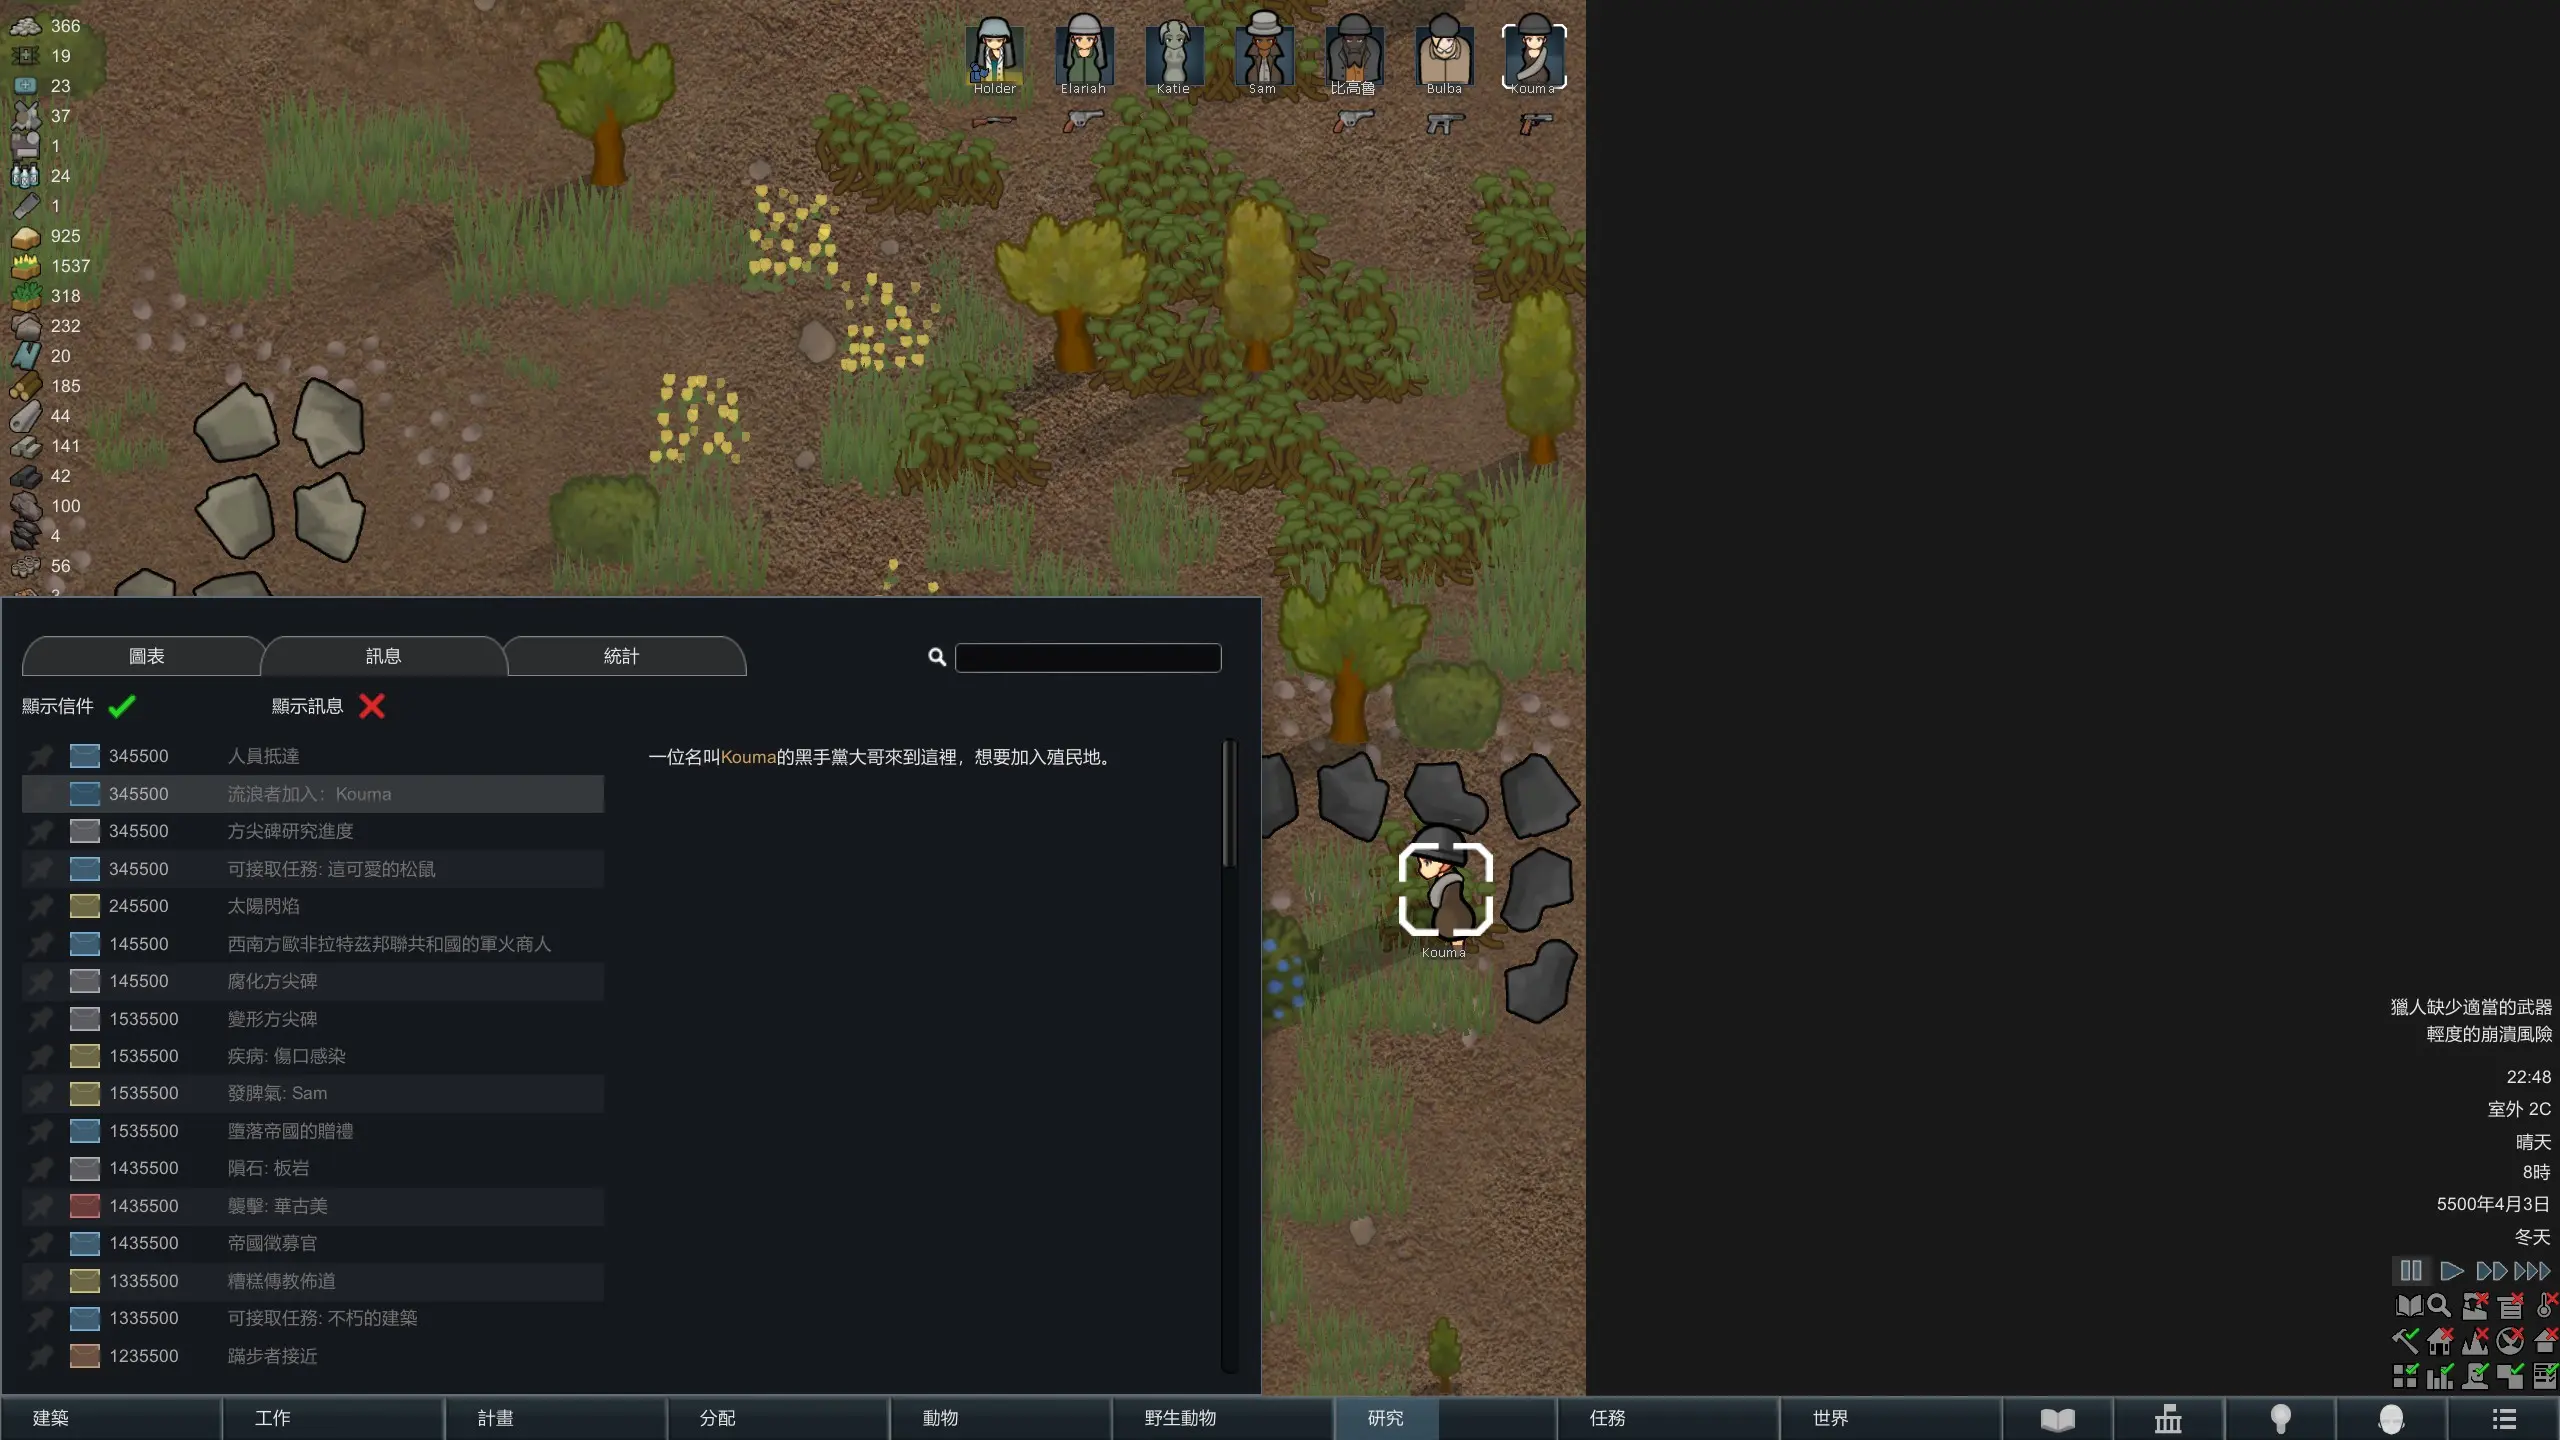 366
19
23
37
1
24
1
925
1537
318
232
20
185
44
141
42
100
4
56
Holder
Elariah
Katie
Sam
比高魯
Bulba
Kouma
圖表
訊息
統計
顯示信件
顯示訊息
345500 人員抵達
345500 流浪者加入：Kouma
345500 方尖碑研究進度
345500 可接取任務: 這可愛的松鼠
245500 太陽閃焰
145500 西南方歐非拉特茲邦聯共和國的軍火商人
145500 腐化方尖碑
1535500 變形方尖碑
1535500 疾病: 傷口感染
1535500 發脾氣: Sam
1535500 墮落帝國的贈禮
1435500 隕石: 板岩
1435500 襲擊: 華古美
1435500 帝國徵募官
1335500 糟糕傳教佈道
1335500 可接取任務: 不朽的建築
1235500 蹣步者接近
一位名叫Kouma的黑手黨大哥來到這裡，想要加入殖民地。
Kouma
獵人缺少適當的武器
輕度的崩潰風險
22:48
室外 2C
晴天
8時
5500年4月3日
冬天
建築
工作
計畫
分配
動物
野生動物
研究
任務
世界